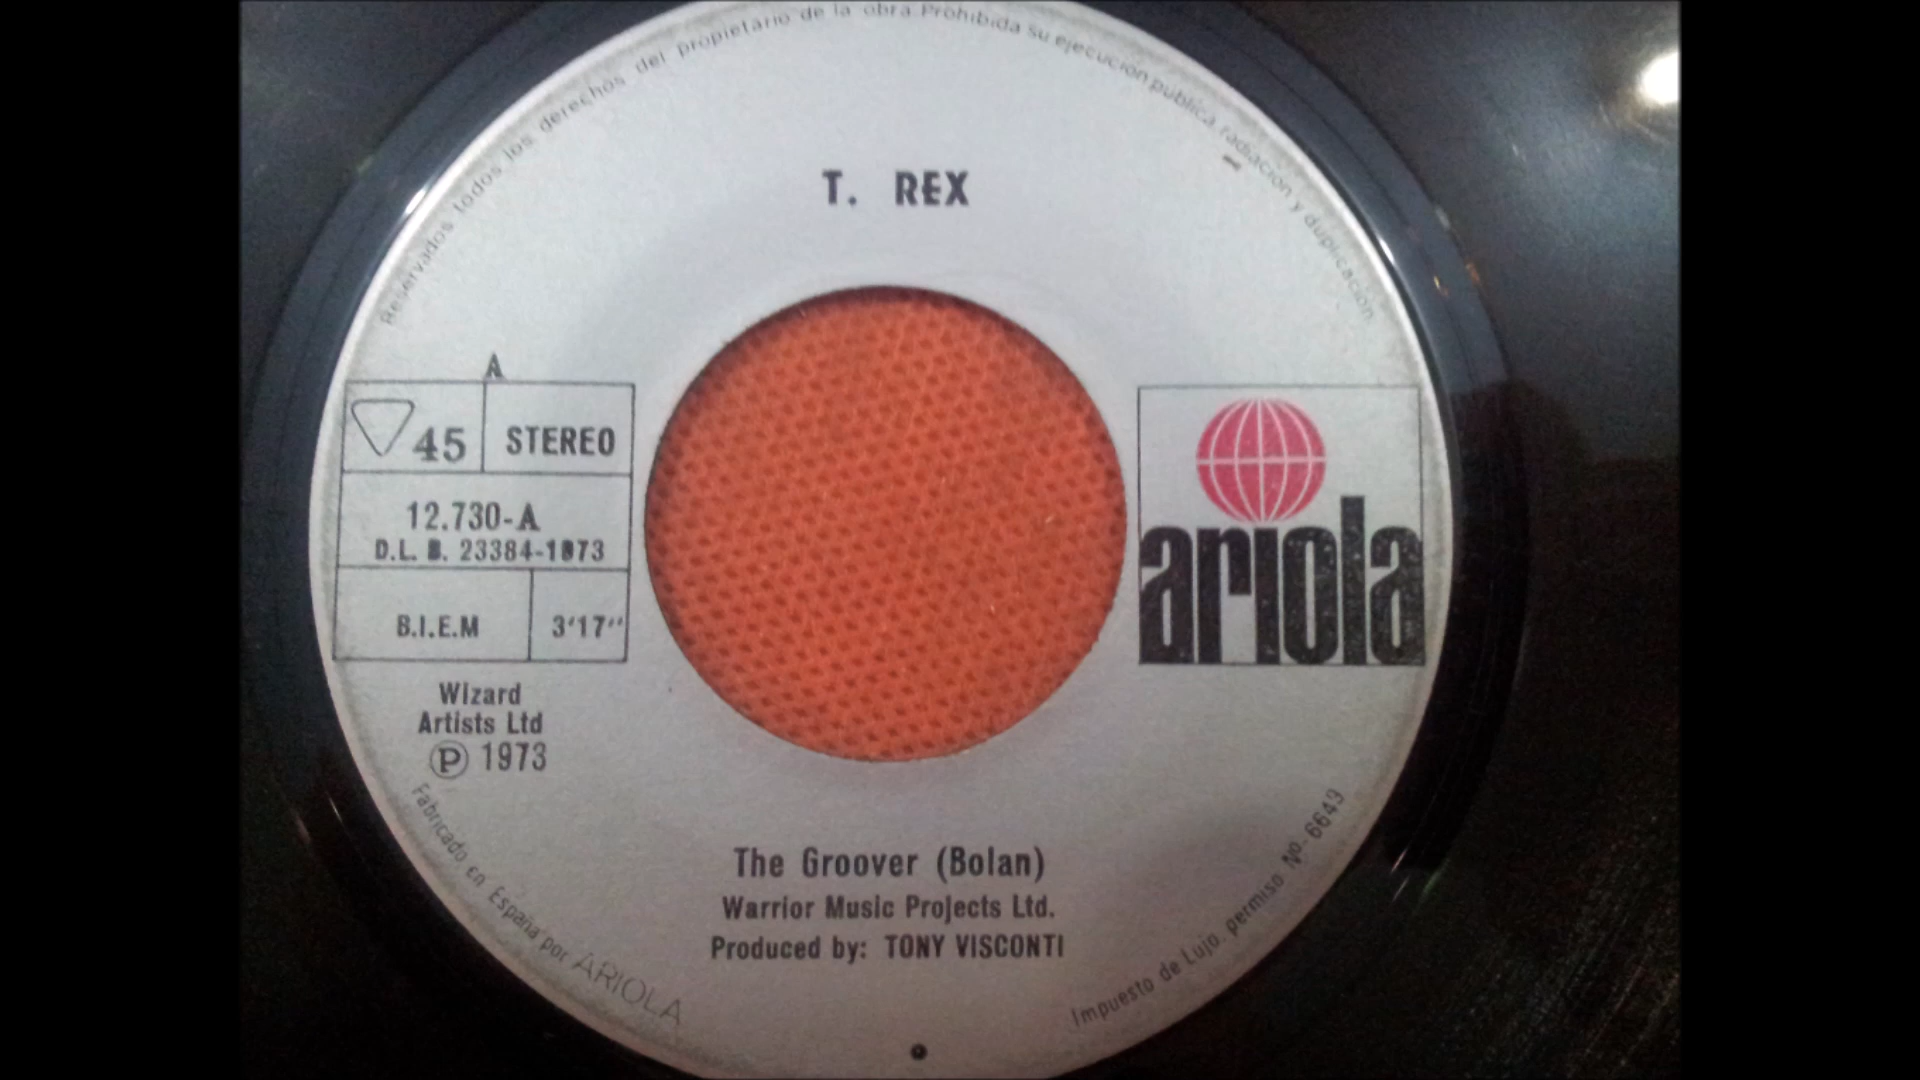 Reservados todos los derechos del propietario de la obra. Prohibida su ejecución publica, radiación y duplicación.
T. REX
A
45 STEREO
12.730-A
D.L. B. 23384-1973
B.I.E.M 3'17''
ariola
Wizard
Artists Ltd
Ⓟ 1973
The Groover (Bolan)
Warrior Music Projects Ltd.
Produced by: TONY VISCONTI
Fabricado en España por ARIOLA
Impuesto de Lujo. permiso Nº-6649